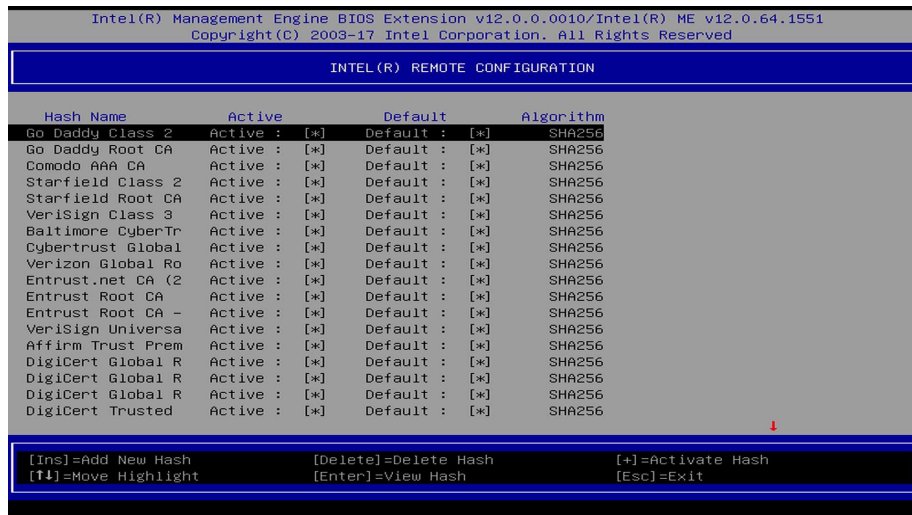 Intel(R) Management Engine BIOS Extension v12.0.0.0010/Intel(R) ME v12.0.64.1551
Copyright(C) 2003-17 Intel Corporation. All Rights Reserved
INTEL(R) REMOTE CONFIGURATION
Hash Name Active Default Algorithm
Go Daddy Class 2 Active : [*] Default : [*] SHA256
Go Daddy Root CA Active : [*] Default : [*] SHA256
Comodo AAA CA Active : [*] Default : [*] SHA256
Starfield Class 2 Active : [*] Default : [*] SHA256
Starfield Root CA Active : [*] Default : [*] SHA256
VeriSign Class 3 Active : [*] Default : [*] SHA256
Baltimore CyberTr Active : [*] Default : [*] SHA256
Cybertrust Global Active : [*] Default : [*] SHA256
Verizon Global Ro Active : [*] Default : [*] SHA256
Entrust.net CA (2 Active : [*] Default : [*] SHA256
Entrust Root CA Active : [*] Default : [*] SHA256
Entrust Root CA - Active : [*] Default : [*] SHA256
VeriSign Universa Active : [*] Default : [*] SHA256
Affirm Trust Prem Active : [*] Default : [*] SHA256
DigiCert Global R Active : [*] Default : [*] SHA256
DigiCert Global R Active : [*] Default : [*] SHA256
DigiCert Global R Active : [*] Default : [*] SHA256
DigiCert Trusted Active : [*] Default : [*] SHA256
↓
[Ins]=Add New Hash [Delete]=Delete Hash [+]=Activate Hash
[↑↓]=Move Highlight [Enter]=View Hash [Esc]=Exit